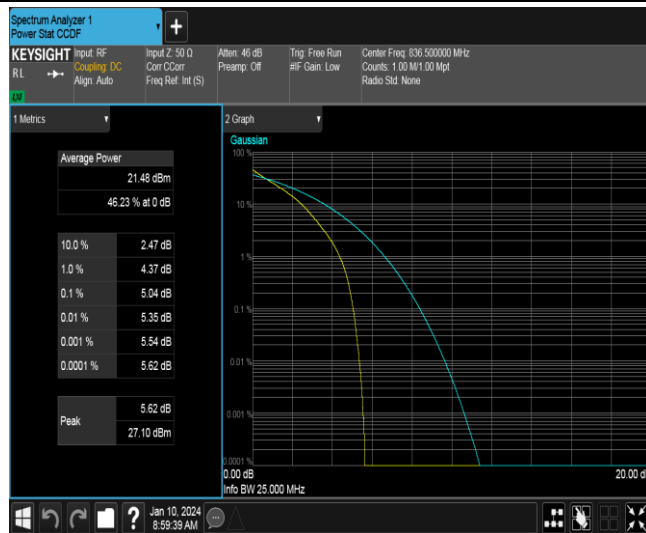 Spectrum Analyzer 1
Power Stat CCDF
KEYSIGHT
RL
Input: RF
Coupling: DC
Align: Auto
Input Z: 50 Ω
Corr CCorr
Freq Ref: Int (S)
Atten: 46 dB
Preamp: Off
Trig: Free Run
#IF Gain: Low
Center Freq: 836.500000 MHz
Counts: 1.00 M/1.00 Mpt
Radio Std: None
1 Metrics
Average Power
21.48 dBm
46.23 % at 0 dB
10.0 % 2.47 dB
1.0 % 4.37 dB
0.1 % 5.04 dB
0.01 % 5.35 dB
0.001 % 5.54 dB
0.0001 % 5.62 dB
Peak
5.62 dB
27.10 dBm
2 Graph
Gaussian
100 %
10 %
1 %
0.1 %
0.01 %
0.001 %
0.0001 %
0.00 dB
20.00 d
Info BW 25.000 MHz
Jan 10, 2024
8:59:39 AM